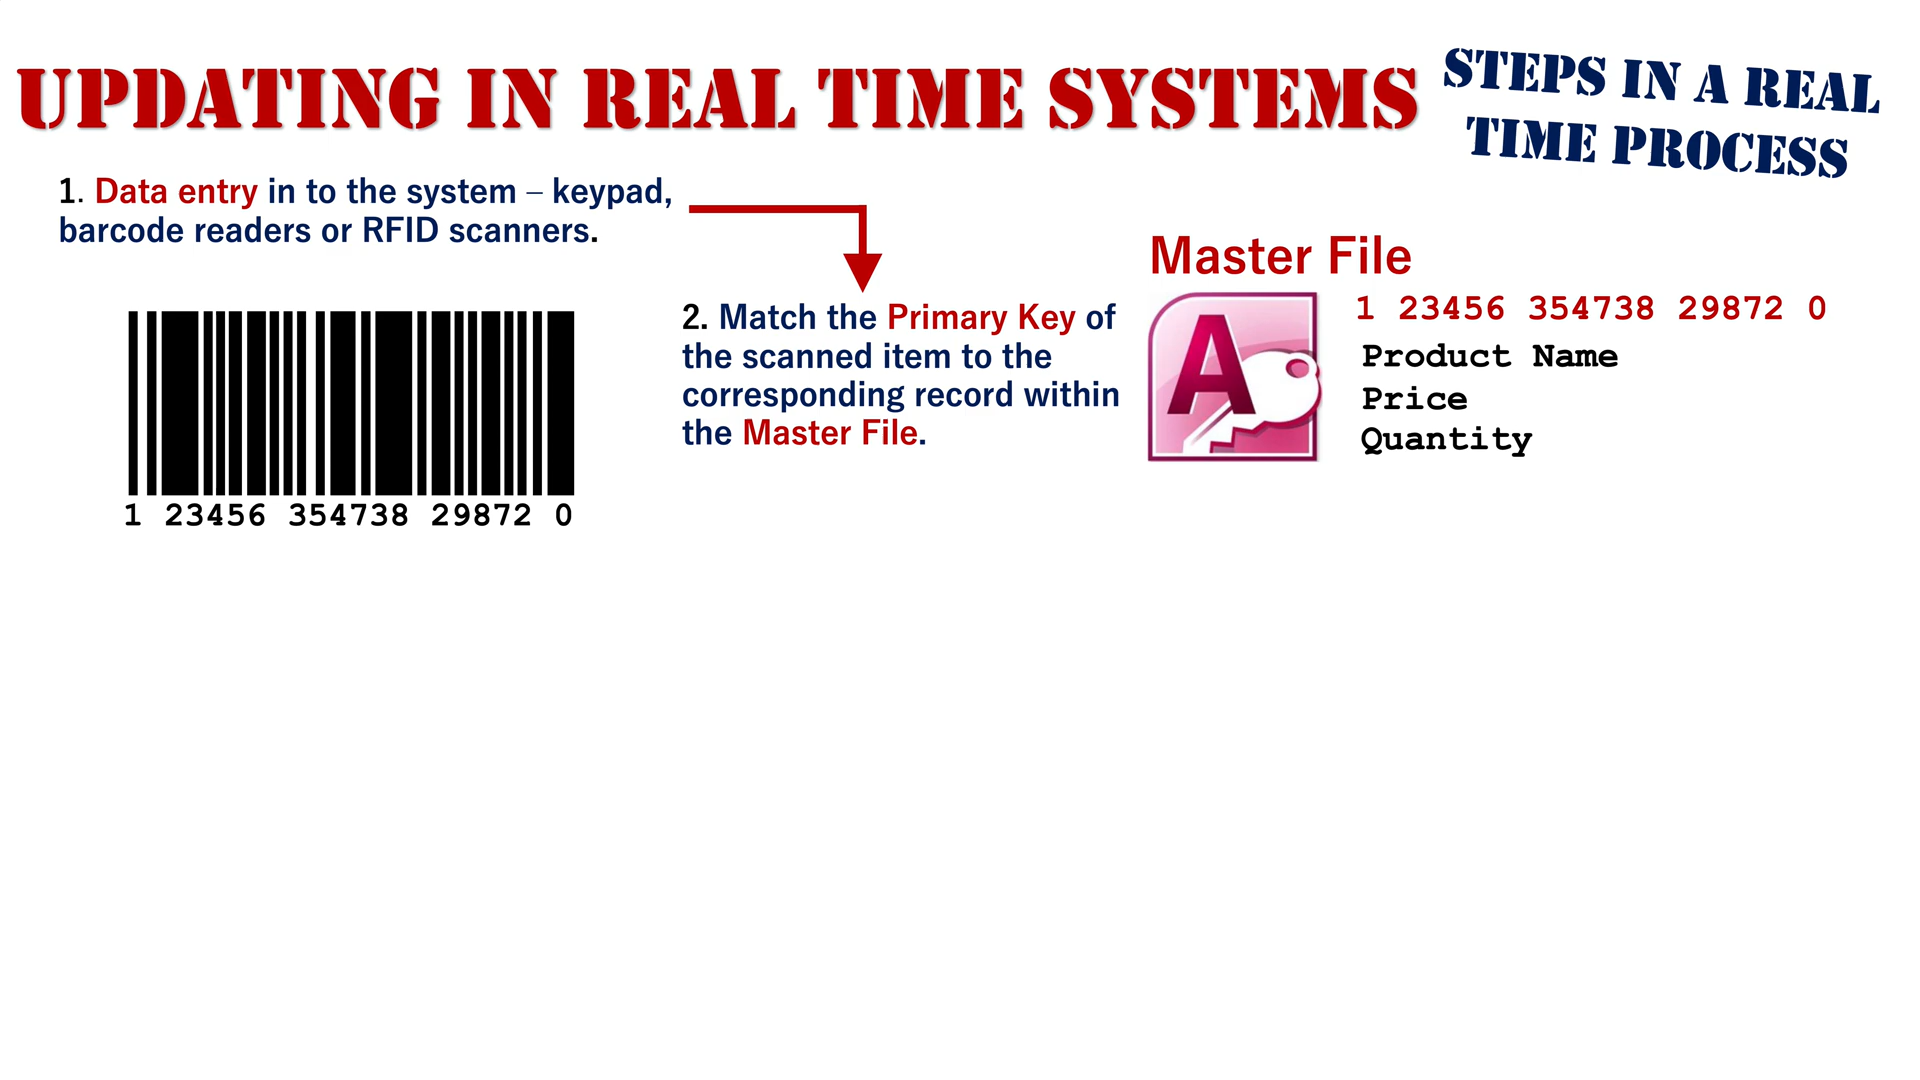 UPDATING IN REAL TIME SYSTEMS
STEPS IN A REAL
TIME PROCESS
1. Data entry in to the system – keypad,
barcode readers or RFID scanners.
1 23456 354738 29872 0
2. Match the Primary Key of
the scanned item to the
corresponding record within
the Master File.
Master File
A
1 23456 354738 29872 0
Product Name
Price
Quantity